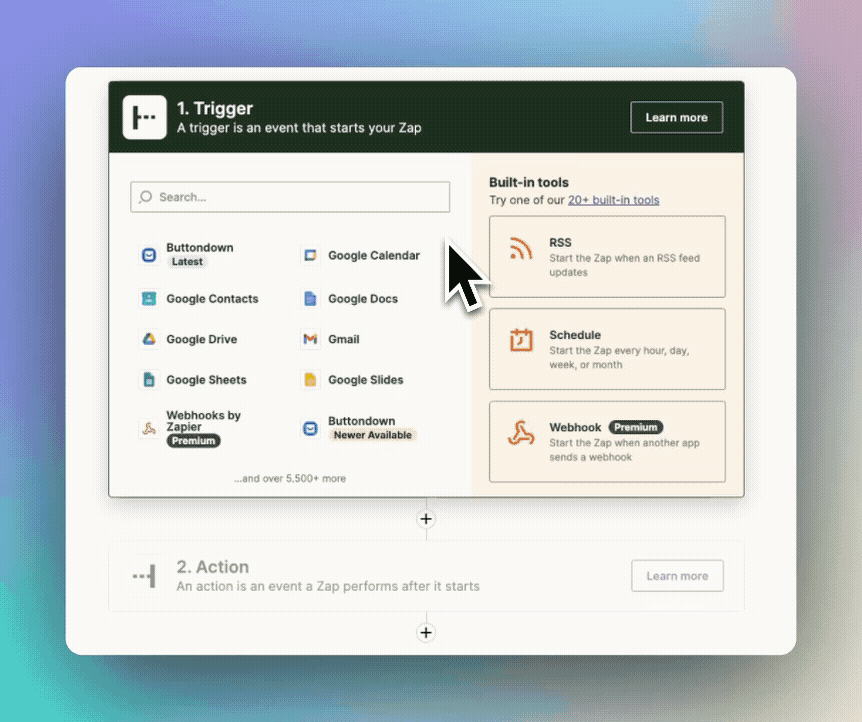 1. Trigger
A trigger is an event that starts your Zap
Learn more
Search...
Buttondown
Latest
Google Calendar
Google Contacts
Google Docs
Google Drive
Gmail
Google Sheets
Google Slides
Webhooks by
Zapier
Premium
Buttondown
Newer Available
...and over 5,500+ more
Built-in tools
Try one of our 20+ built-in tools
RSS
Start the Zap when an RSS feed
updates
Schedule
Start the Zap every hour, day,
week, or month
Webhook Premium
Start the Zap when another app
sends a webhook
2. Action
An action is an event a Zap performs after it starts
Learn more